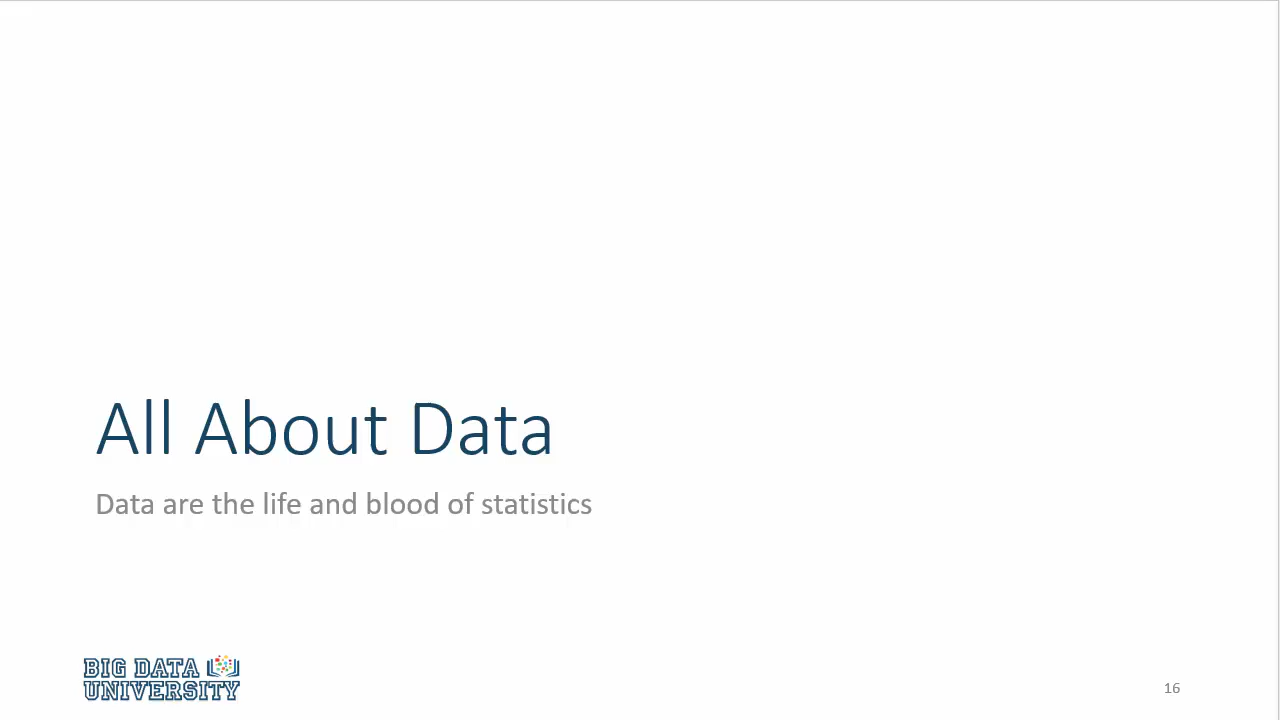 All About Data
Data are the life and blood of statistics
BIG DATA
UNIVERSITY
16